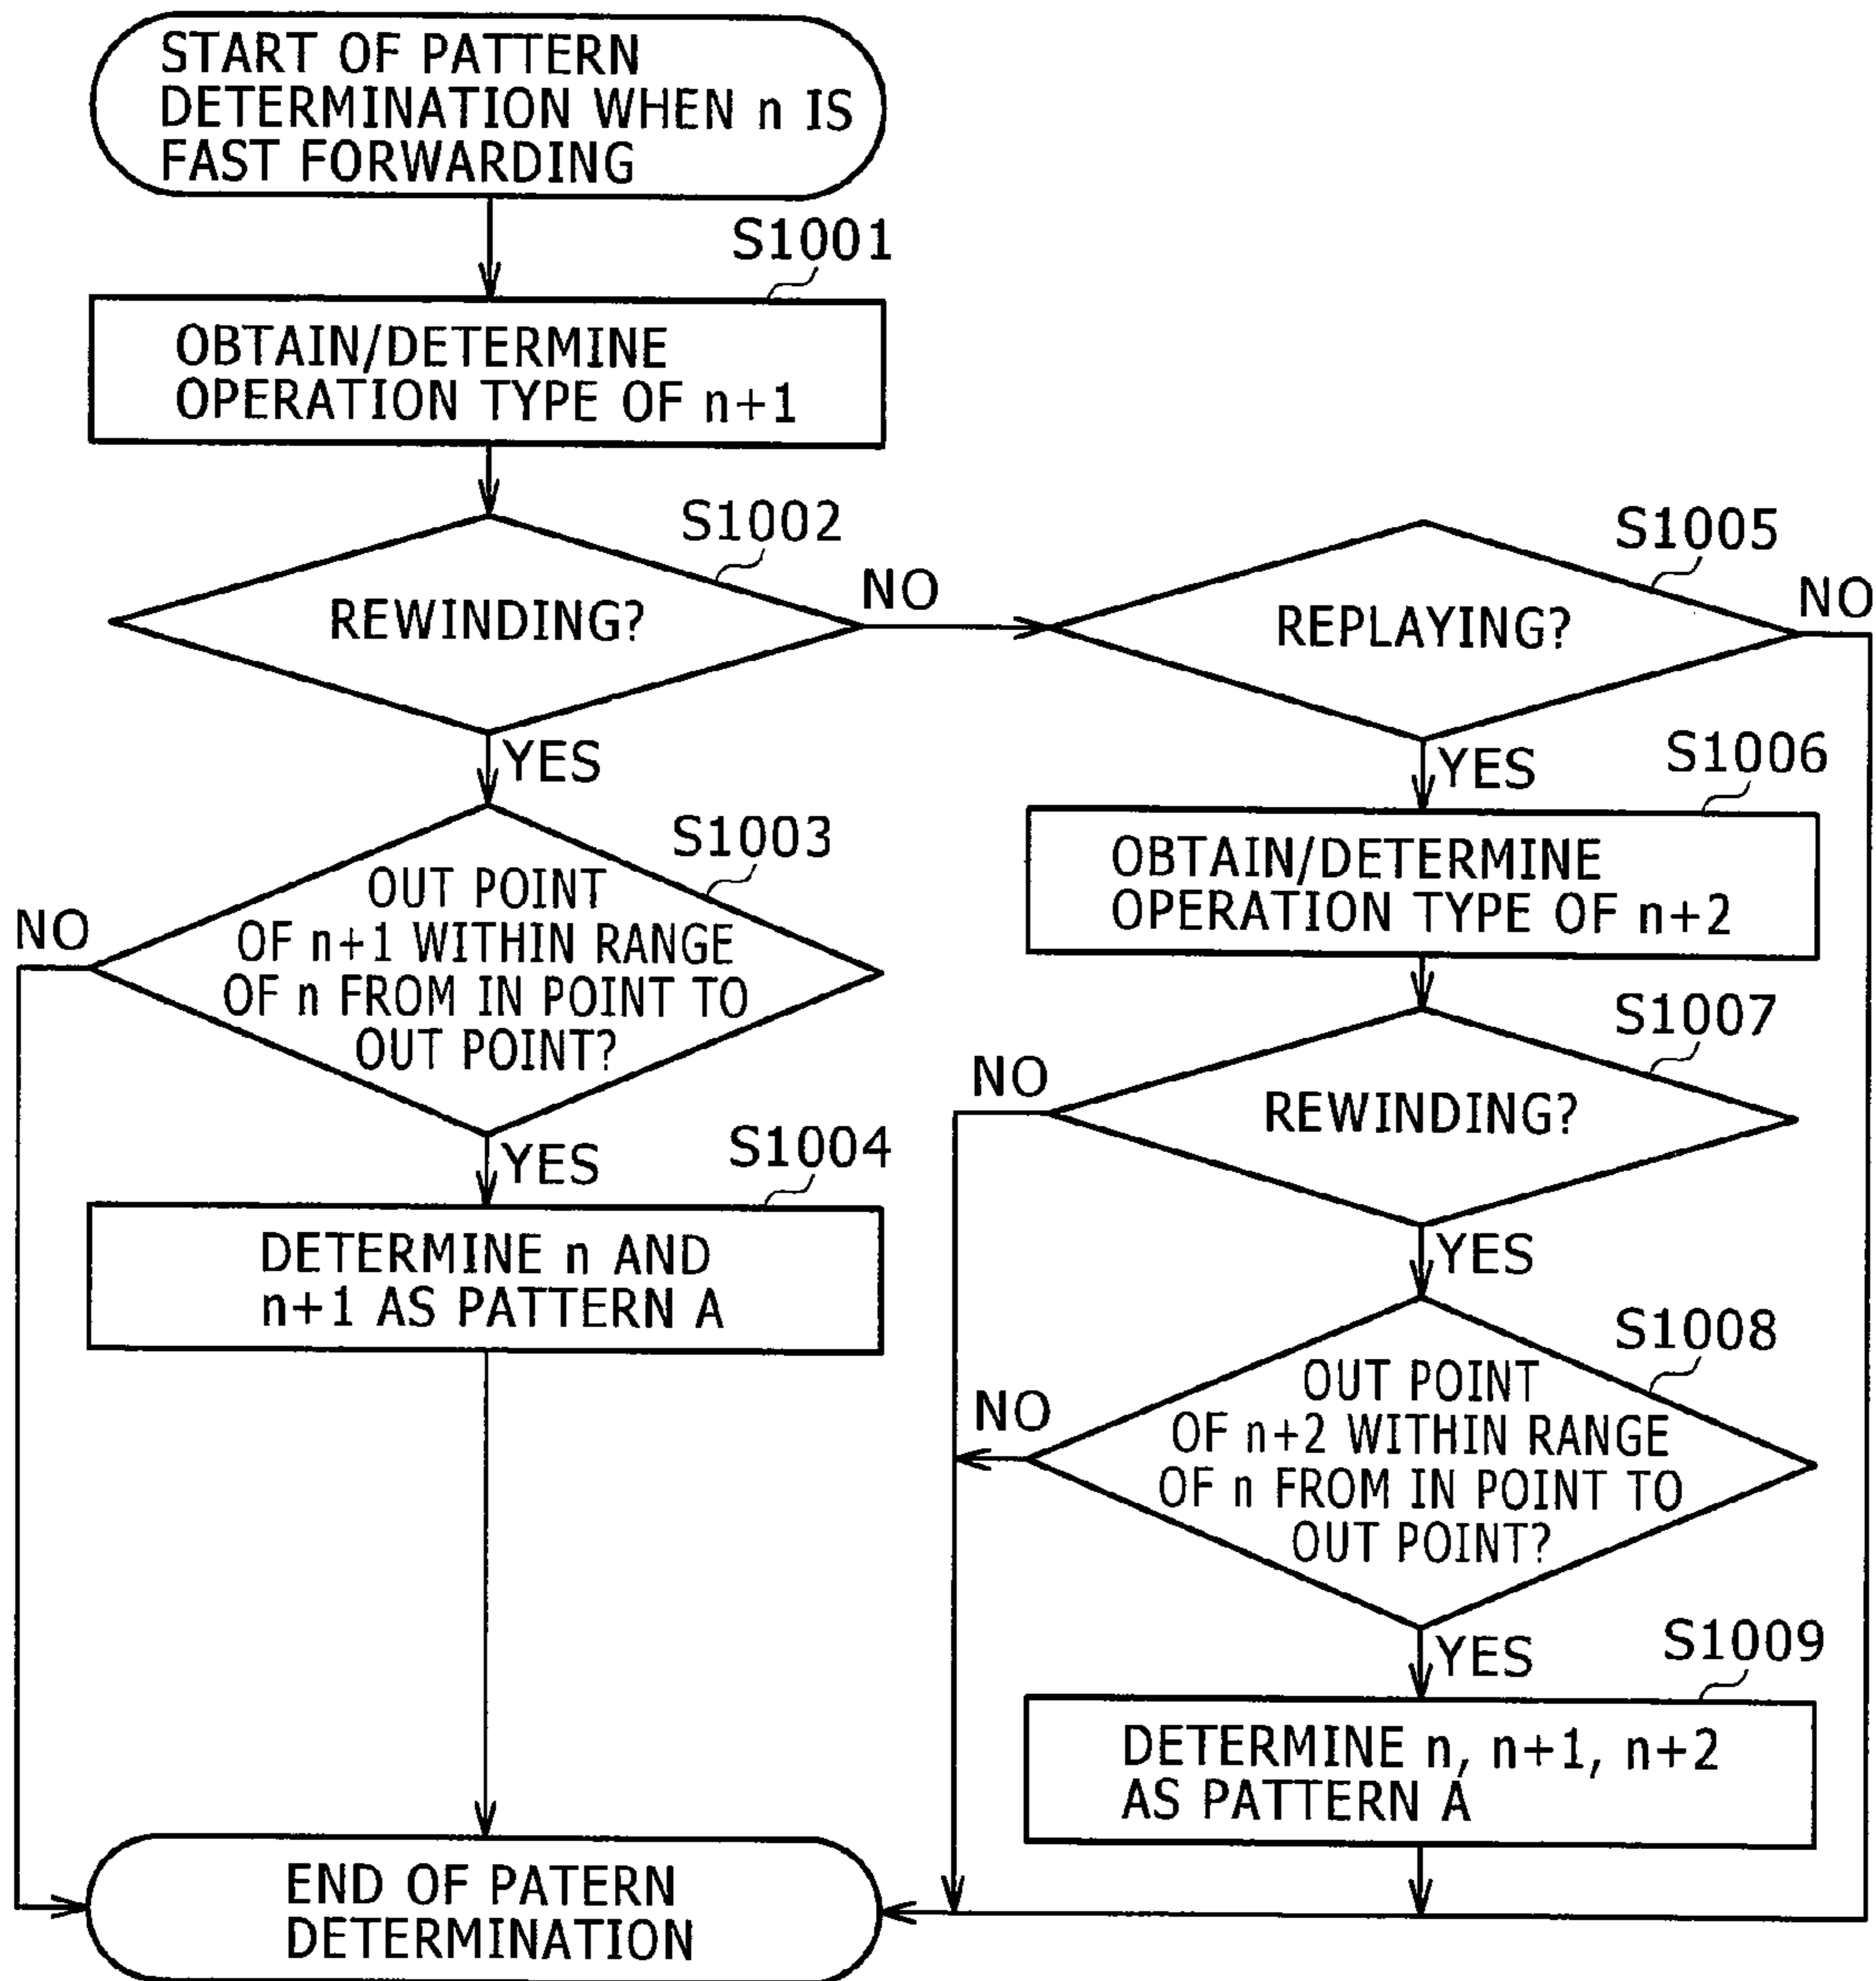 START OF PATTERN
DETERMINATION WHEN n IS
FAST FORWARDING
S1001
OBTAIN/DETERMINE
OPERATION TYPE OF n+1
S1002
REWINDING?
NO
YES
S1003
OUT POINT
OF n+1 WITHIN RANGE
OF n FROM IN POINT TO
OUT POINT?
NO
YES
S1004
DETERMINE n AND
n+1 AS PATTERN A
S1005
REPLAYING?
NO
YES
S1006
OBTAIN/DETERMINE
OPERATION TYPE OF n+2
S1007
REWINDING?
NO
YES
S1008
OUT POINT
OF n+2 WITHIN RANGE
OF n FROM IN POINT TO
OUT POINT?
NO
YES
S1009
DETERMINE n, n+1, n+2
AS PATTERN A
END OF PATERN
DETERMINATION